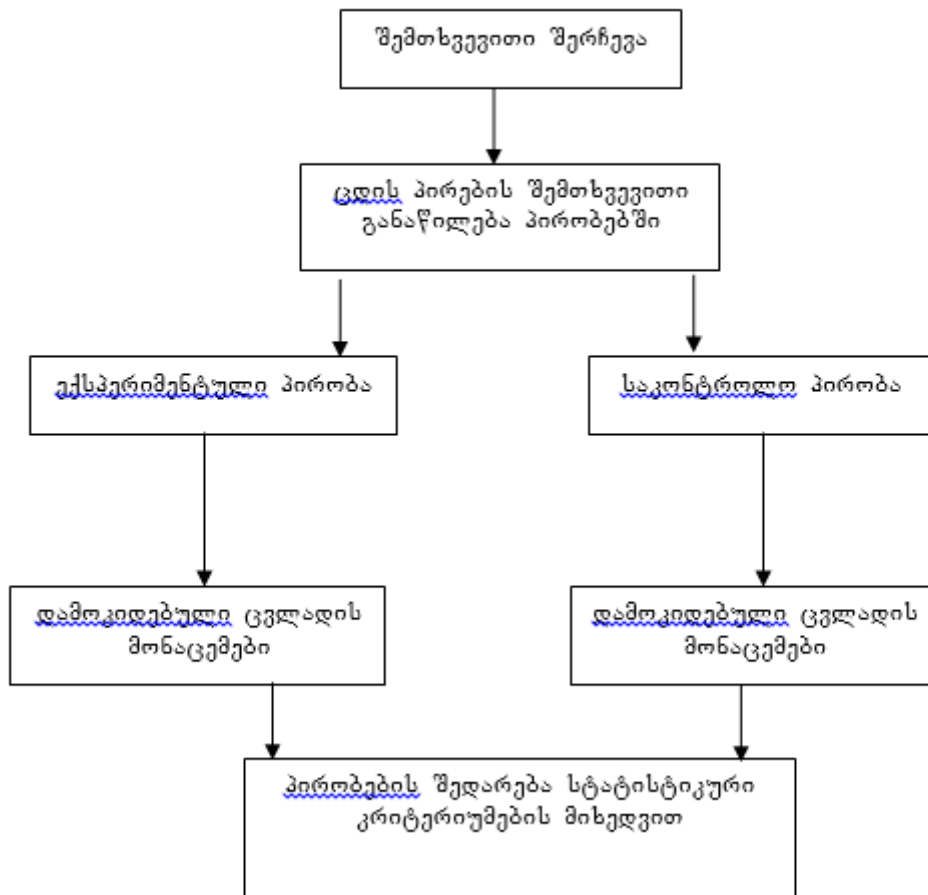 შემთხვევითი შერჩევა
ცდის პირების შემთხვევითი
განაწილება პირობებში
ექსპერიმენტული პირობა
საკონტროლო პირობა
დამოკიდებული ცვლადის
მონაცემები
დამოკიდებული ცვლადის
მონაცემები
პირობების შედარება სტატისტიკური
კრიტერიუმების მიხედვით